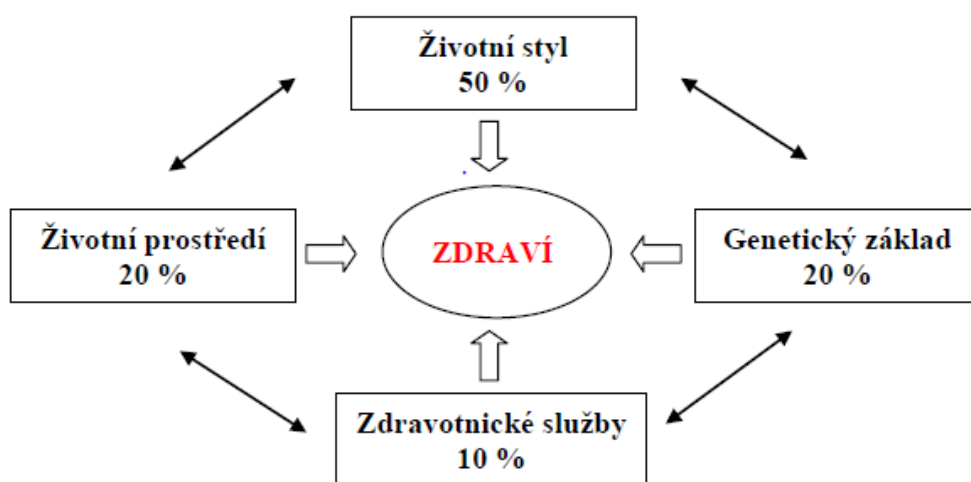 Životní styl
50 %
Životní prostředí
20 %
ZDRAVÍ
Genetický základ
20 %
Zdravotnické služby
10 %